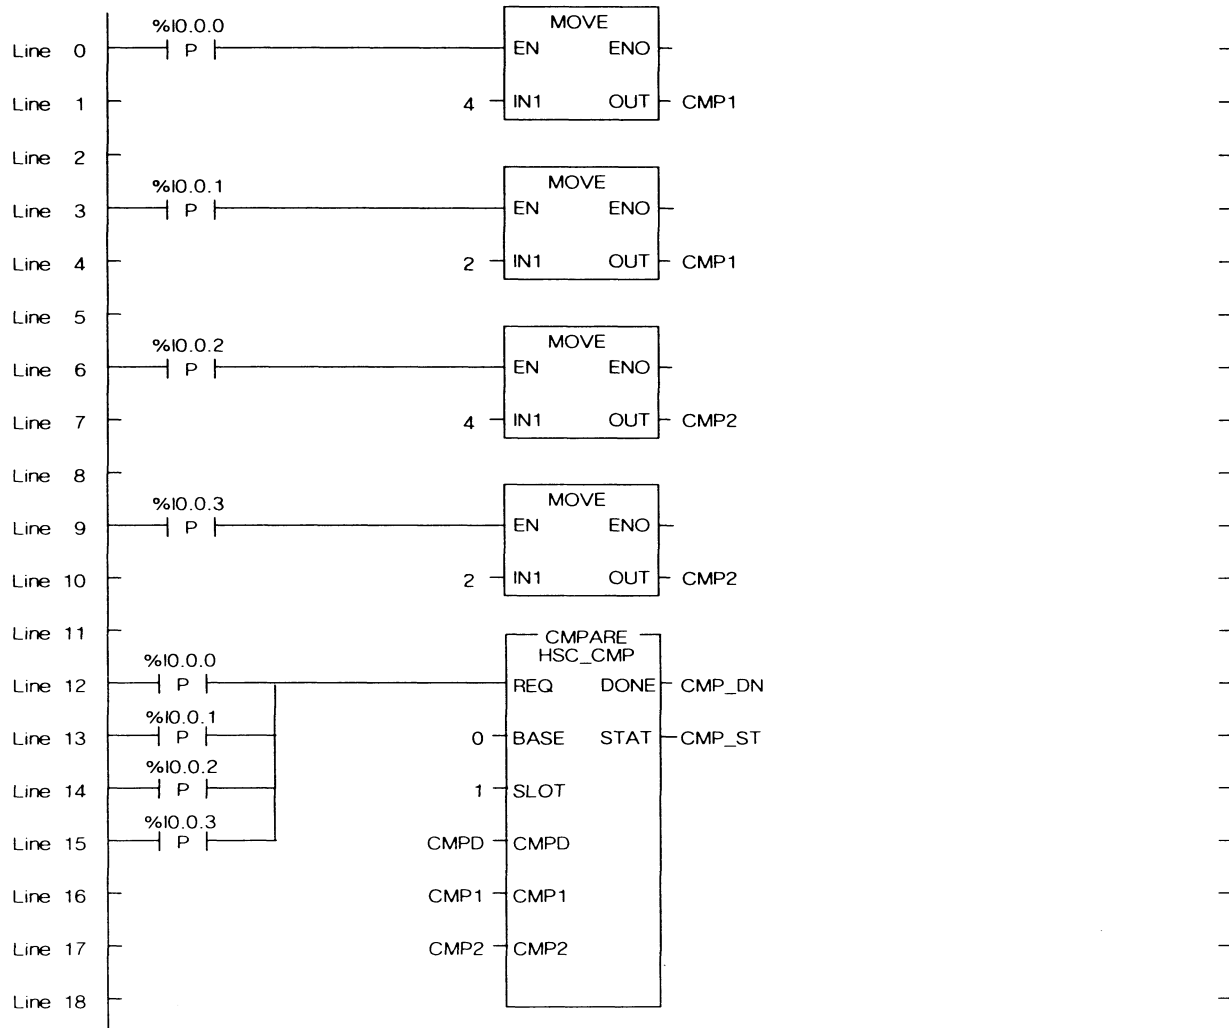 %I0.0.0
MOVE
Line 0 P EN ENO
Line 1 4 IN1 OUT CMP1
Line 2
%I0.0.1
MOVE
Line 3 P EN ENO
Line 4 2 IN1 OUT CMP1
Line 5
%I0.0.2
MOVE
Line 6 P EN ENO
Line 7 4 IN1 OUT CMP2
Line 8
%I0.0.3
MOVE
Line 9 P EN ENO
Line 10 2 IN1 OUT CMP2
Line 11
CMPARE
%I0.0.0 HSC_CMP
Line 12 P REQ DONE CMP_DN
%I0.0.1
Line 13 P 0 BASE STAT CMP_ST
%I0.0.2
Line 14 P 1 SLOT
%I0.0.3
Line 15 P CMPD CMPD
Line 16 CMP1 CMP1
Line 17 CMP2 CMP2
Line 18